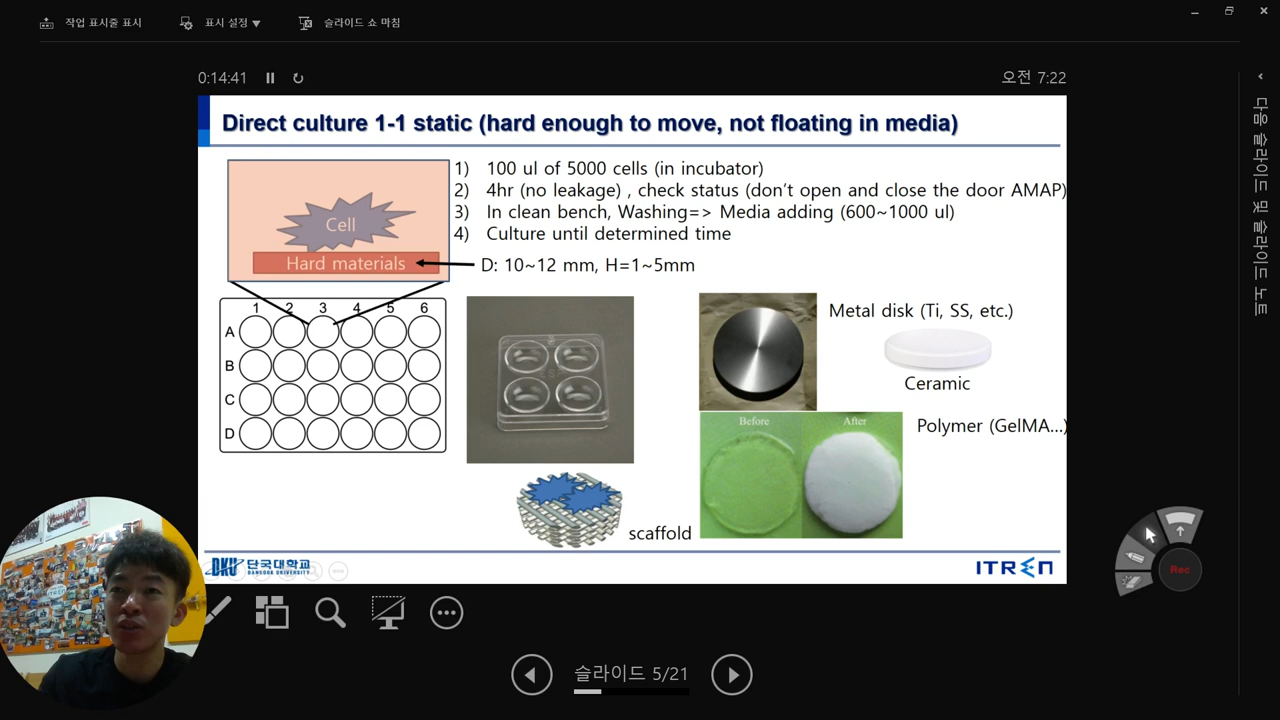 작업 표시줄 표시
표시 설정 ▼
슬라이드 쇼 마침
0:14:41
오전 7:22
다음 슬라이드 및 슬라이드 노트
Direct culture 1-1 static (hard enough to move, not floating in media)
1) 100 ul of 5000 cells (in incubator)
2) 4hr (no leakage) , check status (don't open and close the door AMAP)
3) In clean bench, Washing=> Media adding (600~1000 ul)
4) Culture until determined time
Cell
Hard materials
D: 10~12 mm, H=1~5mm
1 2 3 4 5 6
A
B
C
D
Metal disk (Ti, SS, etc.)
Ceramic
Before
After
Polymer (GelMA...)
scaffold
DKU 단국대학교
DANKOOK UNIVERSITY
ITREN
Rec
슬라이드 5/21